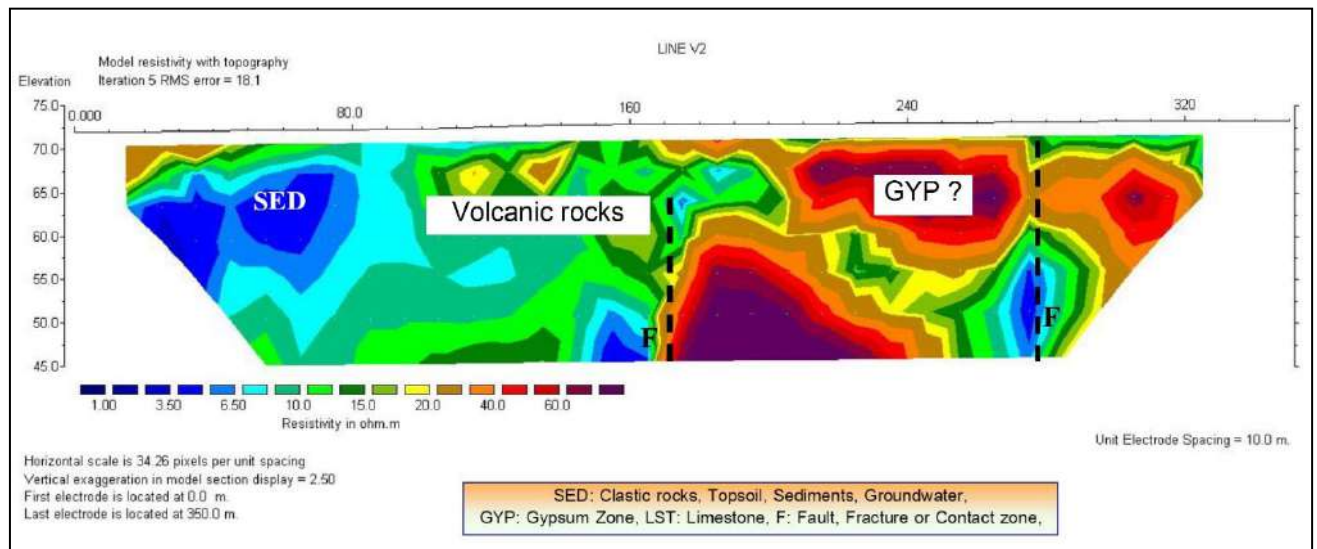 LINE V2
Model resistivity with topography
Iteration 5 RMS error = 18.1
Elevation
0.000 80.0 160 240 320
75.0
70.0
65.0
60.0
55.0
50.0
45.0
SED
Volcanic rocks
GYP ?
F
F
1.00 3.50 6.50 10.0 15.0 20.0 40.0 60.0
Resistivity in ohm.m
Unit Electrode Spacing = 10.0 m.
Horizontal scale is 34.26 pixels per unit spacing
Vertical exaggeration in model section display = 2.50
First electrode is located at 0.0 m.
Last electrode is located at 350.0 m.
SED: Clastic rocks, Topsoil, Sediments, Groundwater,
GYP: Gypsum Zone, LST: Limestone, F: Fault, Fracture or Contact zone,